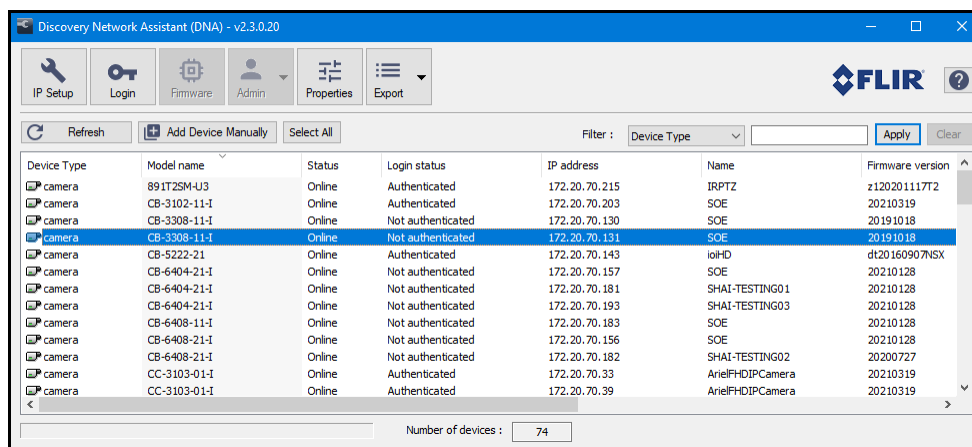 Discovery Network Assistant (DNA) - v2.3.0.20
IP Setup Login Firmware Admin Properties Export FLIR ?
Refresh Add Device Manually Select All Filter : Device Type Apply Clear
Device Type Model name Status Login status IP address Name Firmware version
camera 891T2SM-U3 Online Authenticated 172.20.70.215 IRPTZ z120201117T2
camera CB-3102-11-I Online Authenticated 172.20.70.203 SOE 20210319
camera CB-3308-11-I Online Not authenticated 172.20.70.130 SOE 20191018
camera CB-3308-11-I Online Not authenticated 172.20.70.131 SOE 20191018
camera CB-5222-21 Online Authenticated 172.20.70.143 ioiHD dt20160907NSX
camera CB-6404-21-I Online Not authenticated 172.20.70.157 SOE 20210128
camera CB-6404-21-I Online Not authenticated 172.20.70.181 SHAI-TESTING01 20210128
camera CB-6404-21-I Online Not authenticated 172.20.70.193 SHAI-TESTING03 20210128
camera CB-6408-11-I Online Not authenticated 172.20.70.183 SOE 20210128
camera CB-6408-21-I Online Not authenticated 172.20.70.156 SOE 20210128
camera CB-6408-21-I Online Not authenticated 172.20.70.182 SHAI-TESTING02 20200727
camera CC-3103-01-I Online Authenticated 172.20.70.33 ArielFHDIPCamera 20210319
camera CC-3103-01-I Online Authenticated 172.20.70.39 ArielFHDIPCamera 20210319
Number of devices : 74